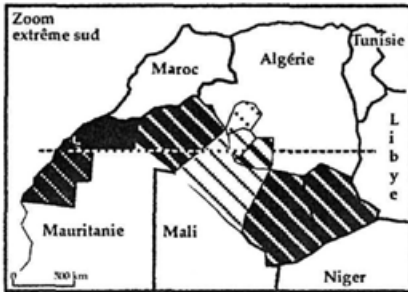 Zoom
extrême sud
Tunisie
Maroc
Algérie
Libye
Mauritanie
Mali
Niger
500 km